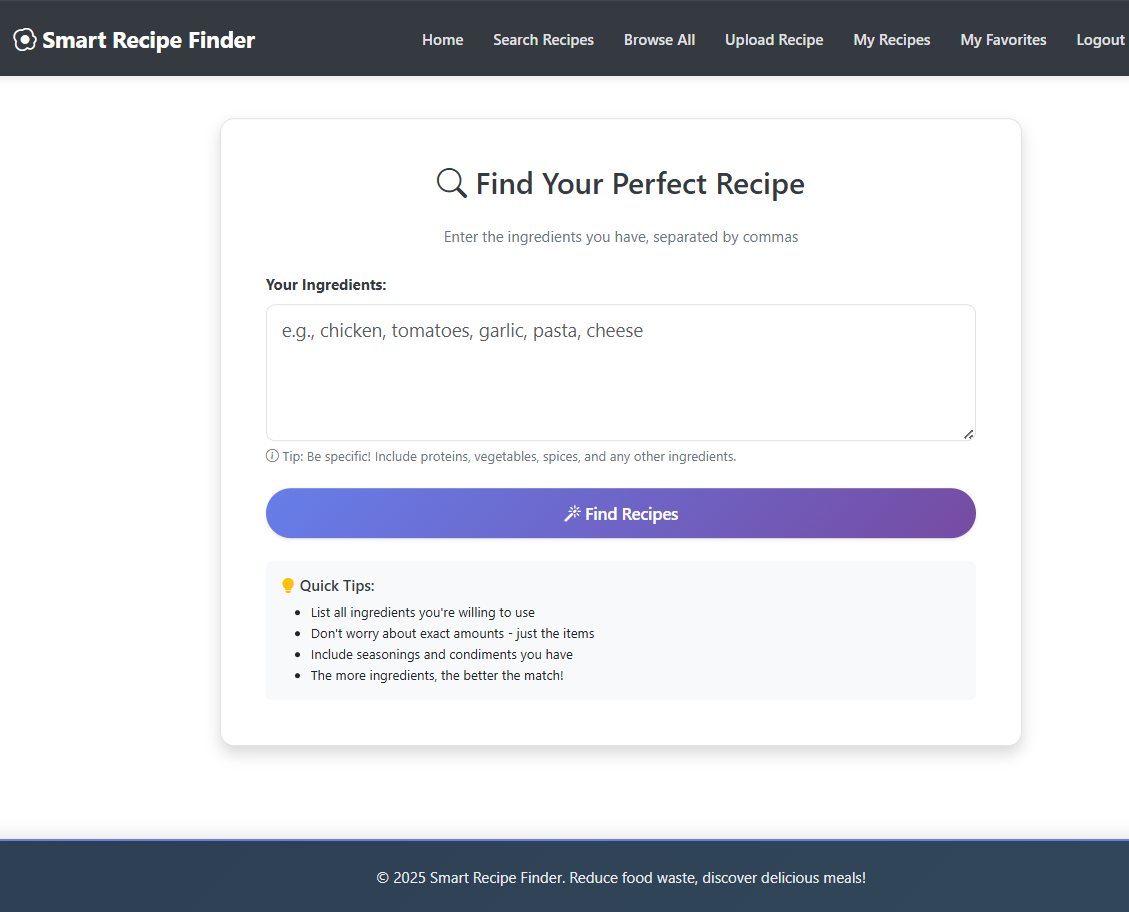 Smart Recipe Finder Home Search Recipes Browse All Upload Recipe My Recipes My Favorites Logout
Find Your Perfect Recipe
Enter the ingredients you have, separated by commas
Your Ingredients:
e.g., chicken, tomatoes, garlic, pasta, cheese
Tip: Be specific! Include proteins, vegetables, spices, and any other ingredients.
Find Recipes
Quick Tips:
• List all ingredients you're willing to use
• Don't worry about exact amounts - just the items
• Include seasonings and condiments you have
• The more ingredients, the better the match!
© 2025 Smart Recipe Finder. Reduce food waste, discover delicious meals!